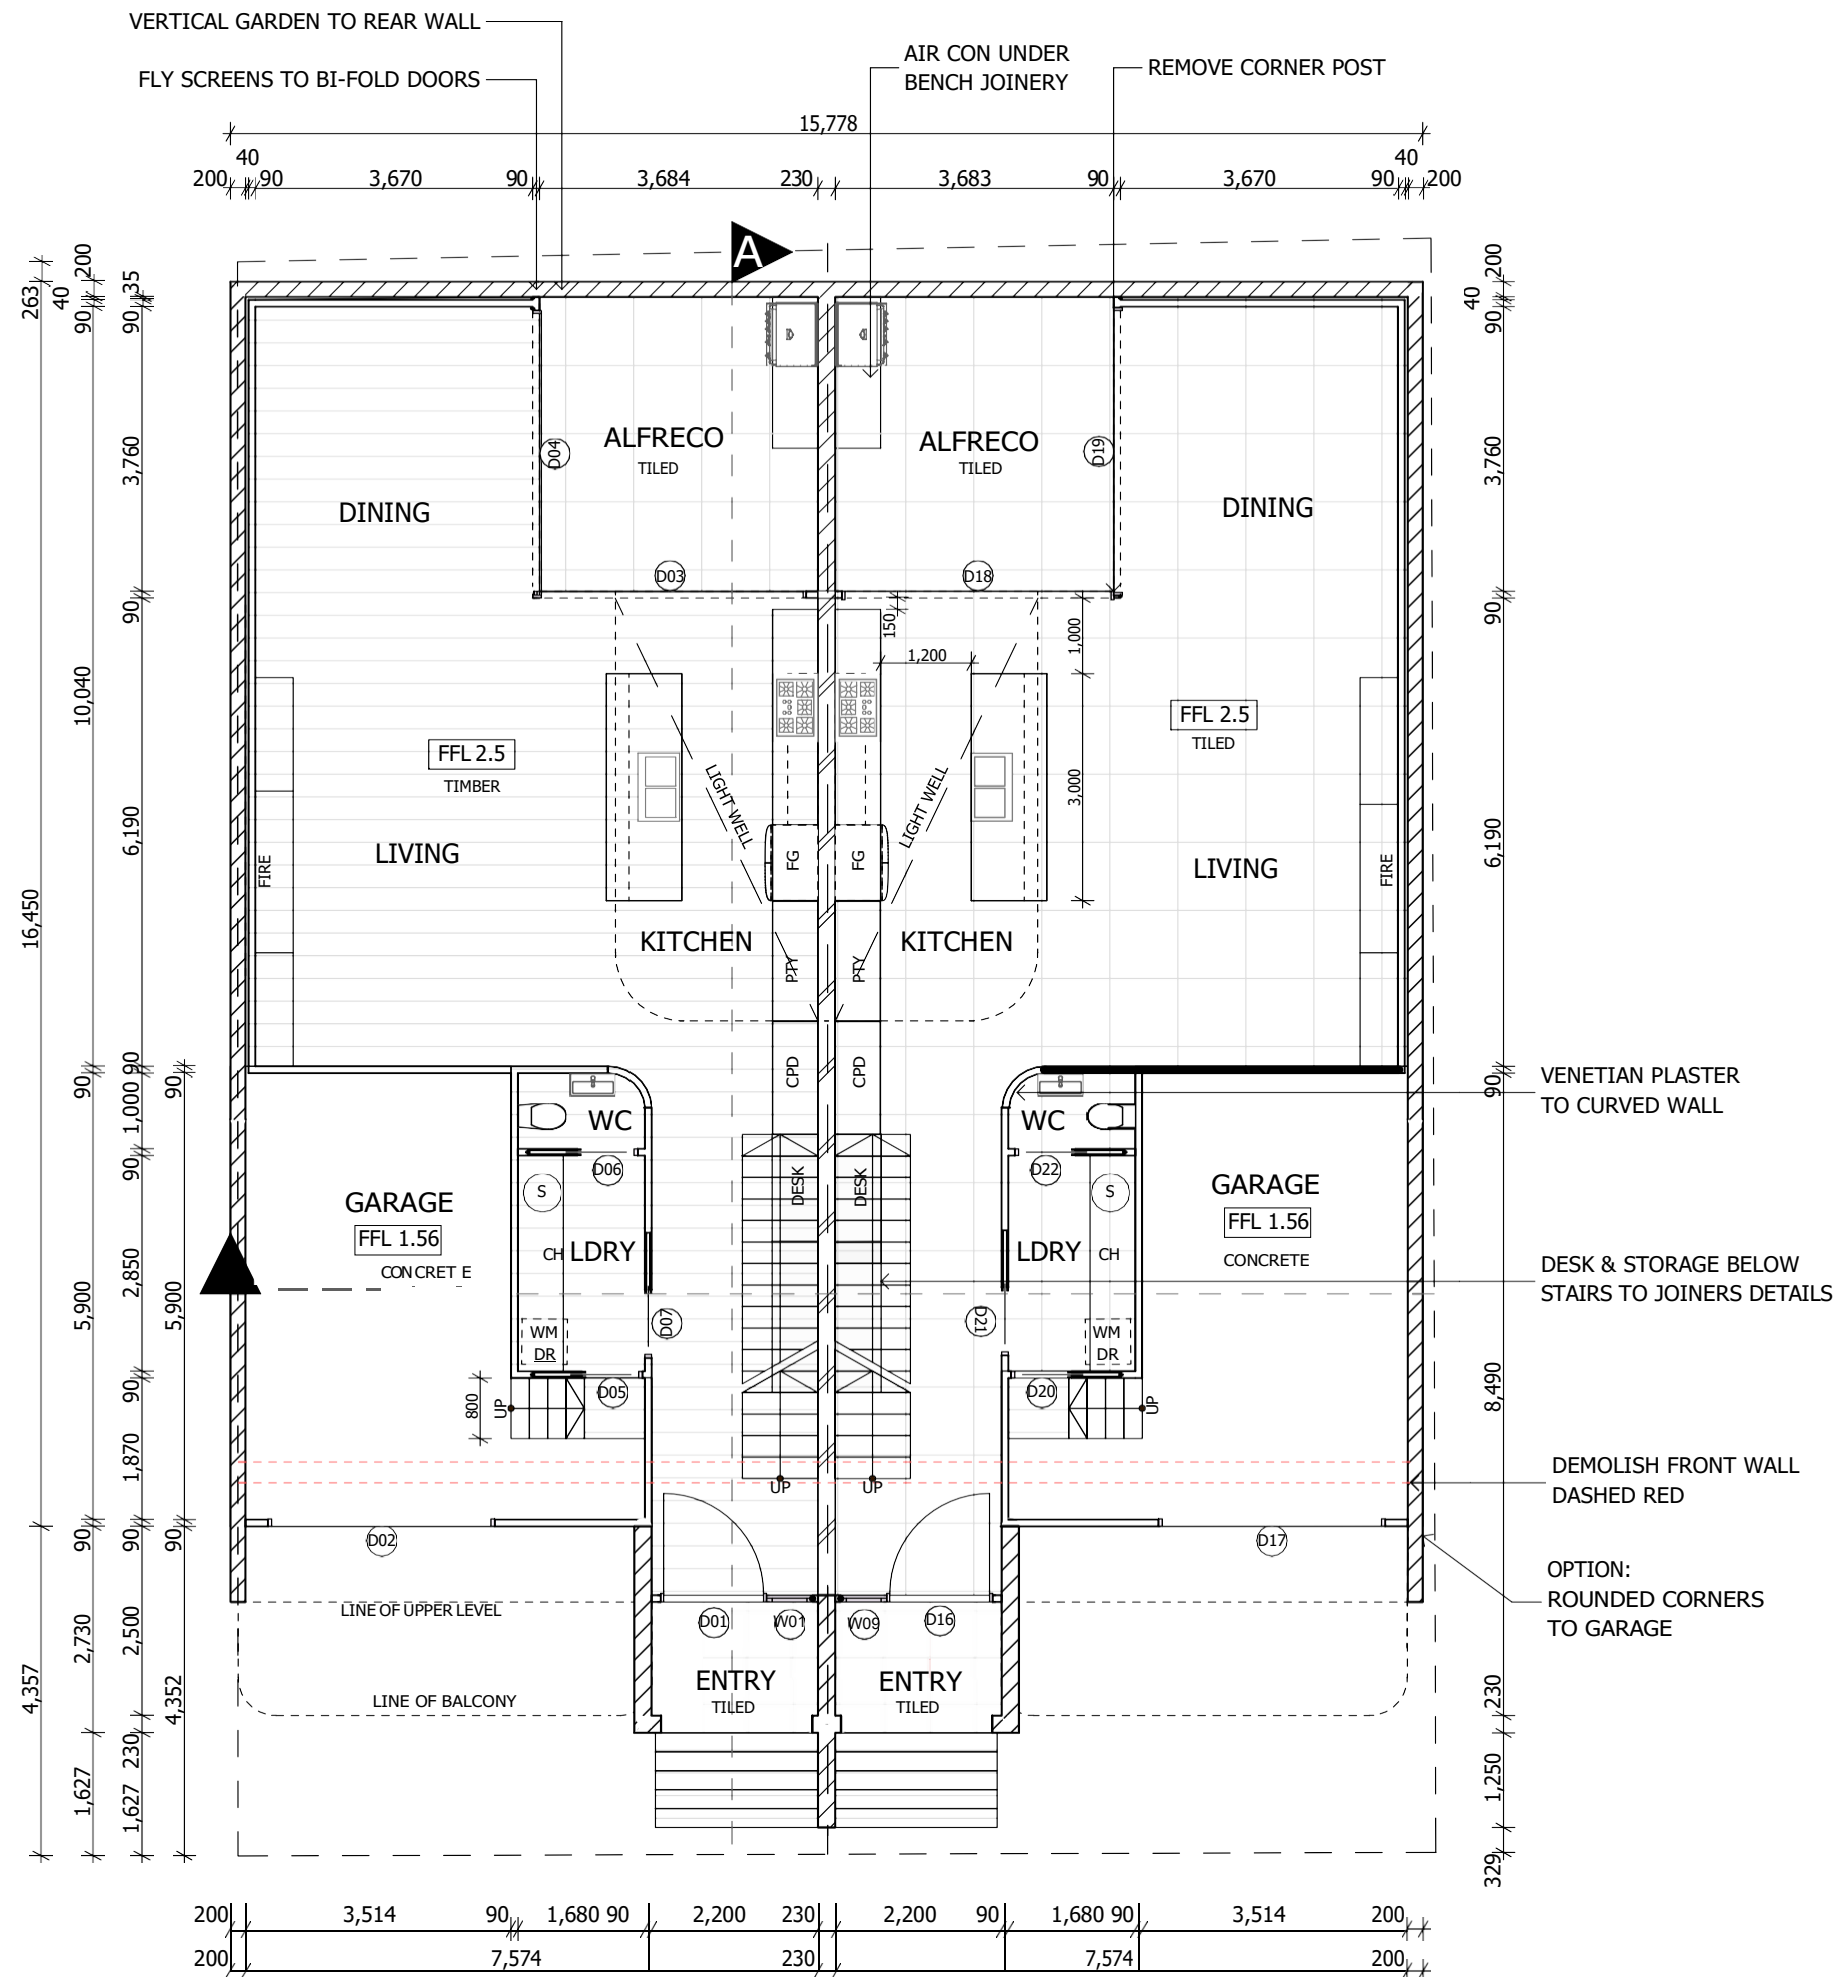 VERTICAL GARDEN TO REAR WALL
FLY SCREENS TO BI-FOLD DOORS
AIR CON UNDER
BENCH JOINERY
REMOVE CORNER POST
15,778
40
40
200 90 3,670 90 3,684 230 3,683 90 3,670 90 200
A
263
16,450
4,357
200
40
90
10,040
90
5,900
90
2,730
1,627
35
90
3,760
90
6,190
90
1,000
90
2,850
90
1,870
90
2,500
230
1,627
90
5,900
90
4,352
ALFRECO
TILED
ALFRECO
TILED
D04
D19
DINING
DINING
D03
D18
150
1,000
1,200
3,000
FFL 2.5
TIMBER
FFL 2.5
TILED
LIGHT WELL
LIGHT WELL
LIVING
LIVING
FIRE
FIRE
FG
FG
KITCHEN
KITCHEN
PTY
PTY
CPD
CPD
WC
WC
D06
D22
S
S
DESK
DESK
GARAGE
FFL 1.56
CONCRETE
GARAGE
FFL 1.56
CONCRETE
CH
LDRY
LDRY
CH
D07
D21
WM
DR
WM
DR
D05
D20
800
UP
UP
UP
UP
D02
D17
D01
W01
W09
D16
LINE OF UPPER LEVEL
ENTRY
TILED
ENTRY
TILED
LINE OF BALCONY
200
40
90
3,760
90
6,190
90
8,490
230
1,250
329
VENETIAN PLASTER
TO CURVED WALL
DESK & STORAGE BELOW
STAIRS TO JOINERS DETAILS
DEMOLISH FRONT WALL
DASHED RED
OPTION:
ROUNDED CORNERS
TO GARAGE
200 3,514 90 1,680 90 2,200 230 2,200 90 1,680 90 3,514 200
200 7,574 230 7,574 200